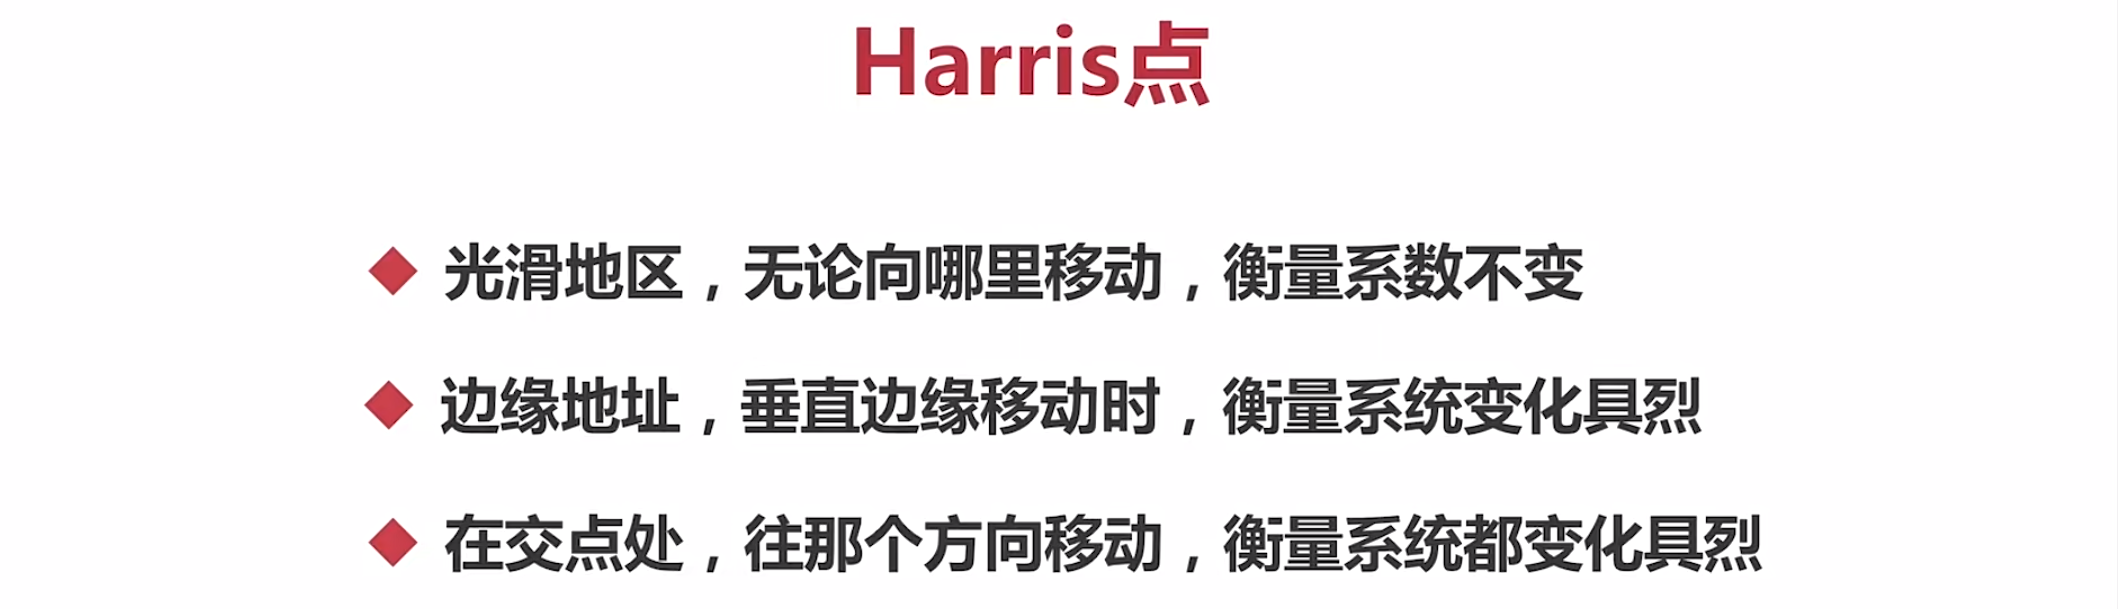 Harris点
光滑地区，无论向哪里移动，衡量系数不变
边缘地址，垂直边缘移动时，衡量系统变化具烈
在交点处，往那个方向移动，衡量系统都变化具烈